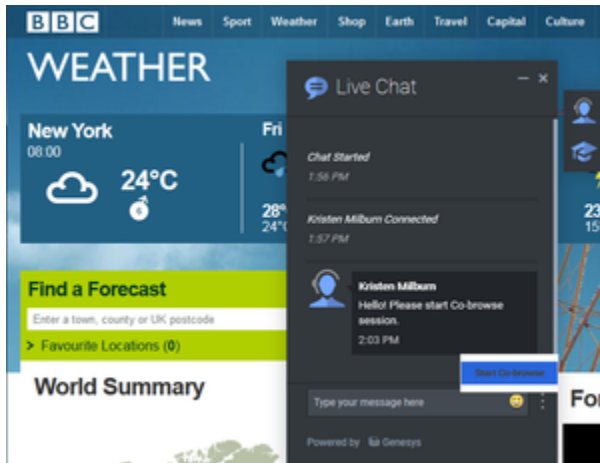 BBC
News Sport Weather Shop Earth Travel Capital Culture
WEATHER
New York
08:00
24°C
6
Fri
28°
24°C
23
15
Find a Forecast
Enter a town, county or UK postcode
> Favourite Locations (0)
World Summary
Live Chat
Chat Started
1:56 PM
Kristen Milburn Connected
1:57 PM
Kristen Milburn
Hello! Please start Co-browse
session.
2:03 PM
Start Co-browse
Type your message here
Powered by Genesys
For